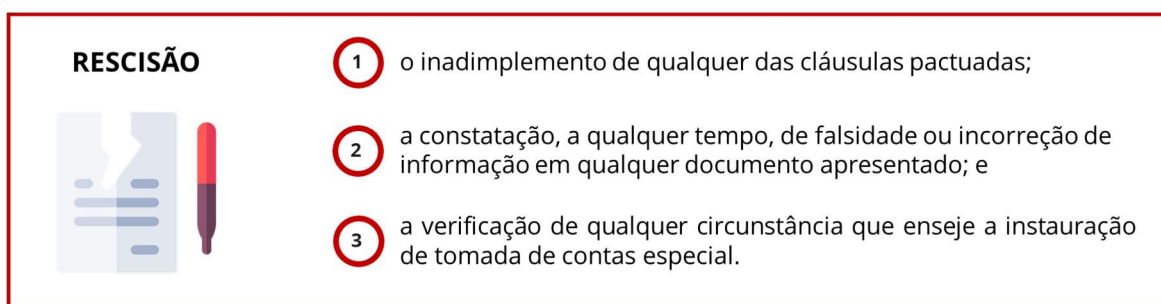 RESCISÃO
1
o inadimplemento de qualquer das cláusulas pactuadas;
2
a constatação, a qualquer tempo, de falsidade ou incorreção de
informação em qualquer documento apresentado; e
3
a verificação de qualquer circunstância que enseje a instauração
de tomada de contas especial.